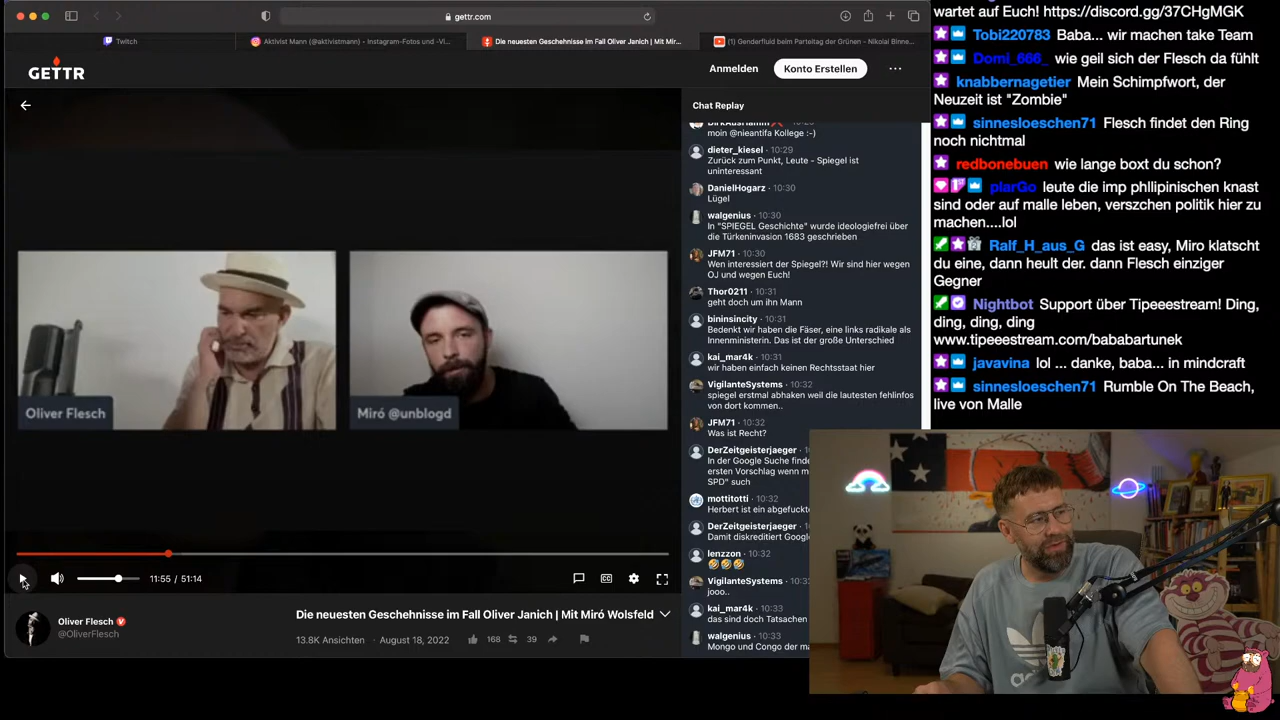 gettr.com
Twitch
Aktivist Mann (@aktivistmann) • Instagram-Fotos und -Vi...
Die neuesten Geschehnisse im Fall Oliver Janich | Mit Mir...
(1) Genderfluid beim Parteitag der Grünen - Nikolai Binne...
GETTR
Anmelden
Konto Erstellen
Oliver Flesch
Miró @unblogd
11:55 / 51:14
Oliver Flesch
@OliverFlesch
Die neuesten Geschehnisse im Fall Oliver Janich | Mit Miró Wolsfeld
13.8K Ansichten • August 18, 2022
168
39
Chat Replay
moin @nieantifa Kollege :-)
dieter_kiesel • 10:29
Zurück zum Punkt, Leute - Spiegel ist
uninteressant
DanielHogarz • 10:30
Lügel
walgenius • 10:30
In "SPIEGEL Geschichte" wurde ideologiefrei über
die Türkeninvasion 1683 geschrieben
JFM71 • 10:30
Wen interessiert der Spiegel?! Wir sind hier wegen
OJ und wegen Euch!
Thor0211 • 10:31
geht doch um ihn Mann
bininsincity • 10:31
Bedenkt wir haben die Fäser, eine links radikale als
Innenministerin. Das ist der große Unterschied
kai_mar4k • 10:31
wir haben einfach keinen Rechtsstaat hier
VigilanteSystems • 10:32
spiegel erstmal abhaken weil die lautesten fehlinfos
von dort kommen..
JFM71 • 10:32
Was ist Recht?
DerZeitgeisterjaeger • 10
In der Google Suche finde
ersten Vorschlag wenn m
SPD" such
mottitotti • 10:32
Herbert ist ein abgefuckte
DerZeitgeisterjaeger • 10
Damit diskreditiert Google
lenzzon • 10:32
🤣🤣🤣
VigilanteSystems • 10:33
jooo..
kai_mar4k • 10:33
das sind doch Tatsachen
walgenius • 10:33
Mongo und Congo der ma
wartet auf Euch! https://discord.gg/37CHgMGK
Tobi220783 Baba... wir machen take Team
Domi_666_ wie geil sich der Flesch da fühlt
knabbernagetier Mein Schimpfwort, der
Neuzeit ist "Zombie"
sinnesloeschen71 Flesch findet den Ring
noch nichtmal
redbonebuen wie lange boxt du schon?
plarGo leute die imp phllipinischen knast
sind oder auf malle leben, verszchen politik hier zu
machen....lol
Ralf_H_aus_G das ist easy, Miro klatscht
du eine, dann heult der. dann Flesch einziger
Gegner
Nightbot Support über Tipeeestream! Ding,
ding, ding, ding
www.tipeeestream.com/bababartunek
javavina lol ... danke, baba... in mindcraft
sinnesloeschen71 Rumble On The Beach,
live von Malle
adidas